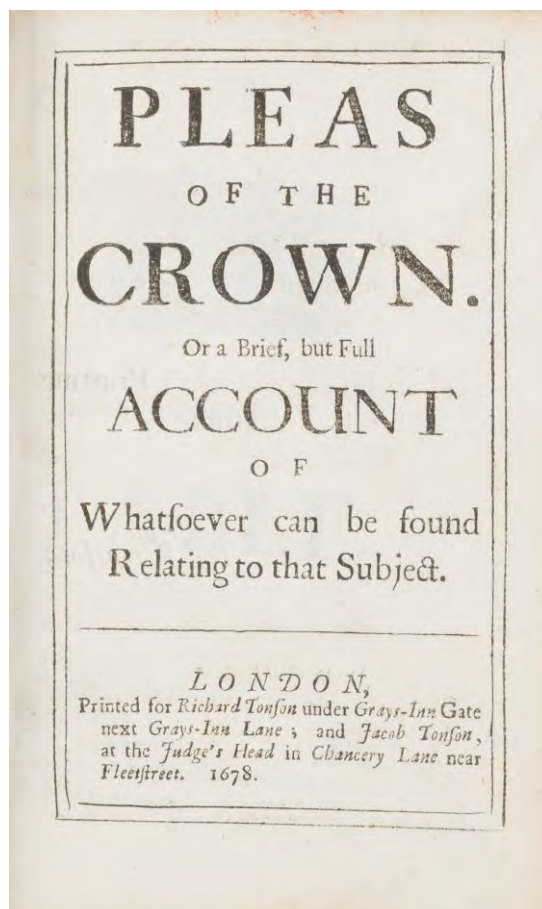 PLEAS
OF THE
CROWN.
Or a Brief, but Full
ACCOUNT
OF
Whatſoever can be found
Relating to that Subject.
LONDON,
Printed for Richard Tonſon under Grays-Inn Gate
next Grays-Inn Lane; and Jacob Tonſon,
at the Judge's Head in Chancery Lane near
Fleetſtreet. 1678.